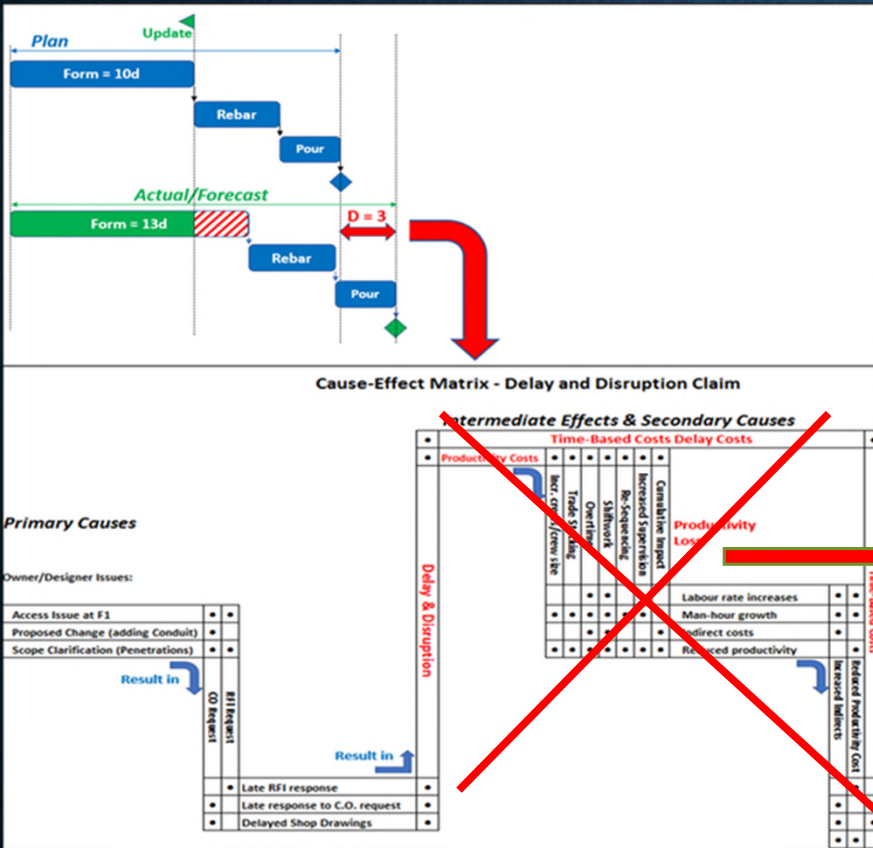 Update
Plan
Form = 10d
Rebar
Pour
Actual/Forecast
Form = 13d
D = 3
Rebar
Pour
Cause-Effect Matrix - Delay and Disruption Claim
Intermediate Effects & Secondary Causes
Time-Based Costs Delay Costs
Productivity Costs
Incr. crews/crew size
Trade Stacking
Overtime
Shiftwork
Re-Sequencing
Increased Supervision
Cumulative Impact
Productivity
Loss
Primary Causes
Owner/Designer Issues:
Access Issue at F1
Proposed Change (adding Conduit)
Scope Clarification (Penetrations)
Result in
CO Request
RFI Request
Delay & Disruption
Labour rate increases
Man-hour growth
Indirect costs
Reduced productivity
Increased Indirects
Reduced Productivity Cost
Result in
Late RFI response
Late response to C.O. request
Delayed Shop Drawings